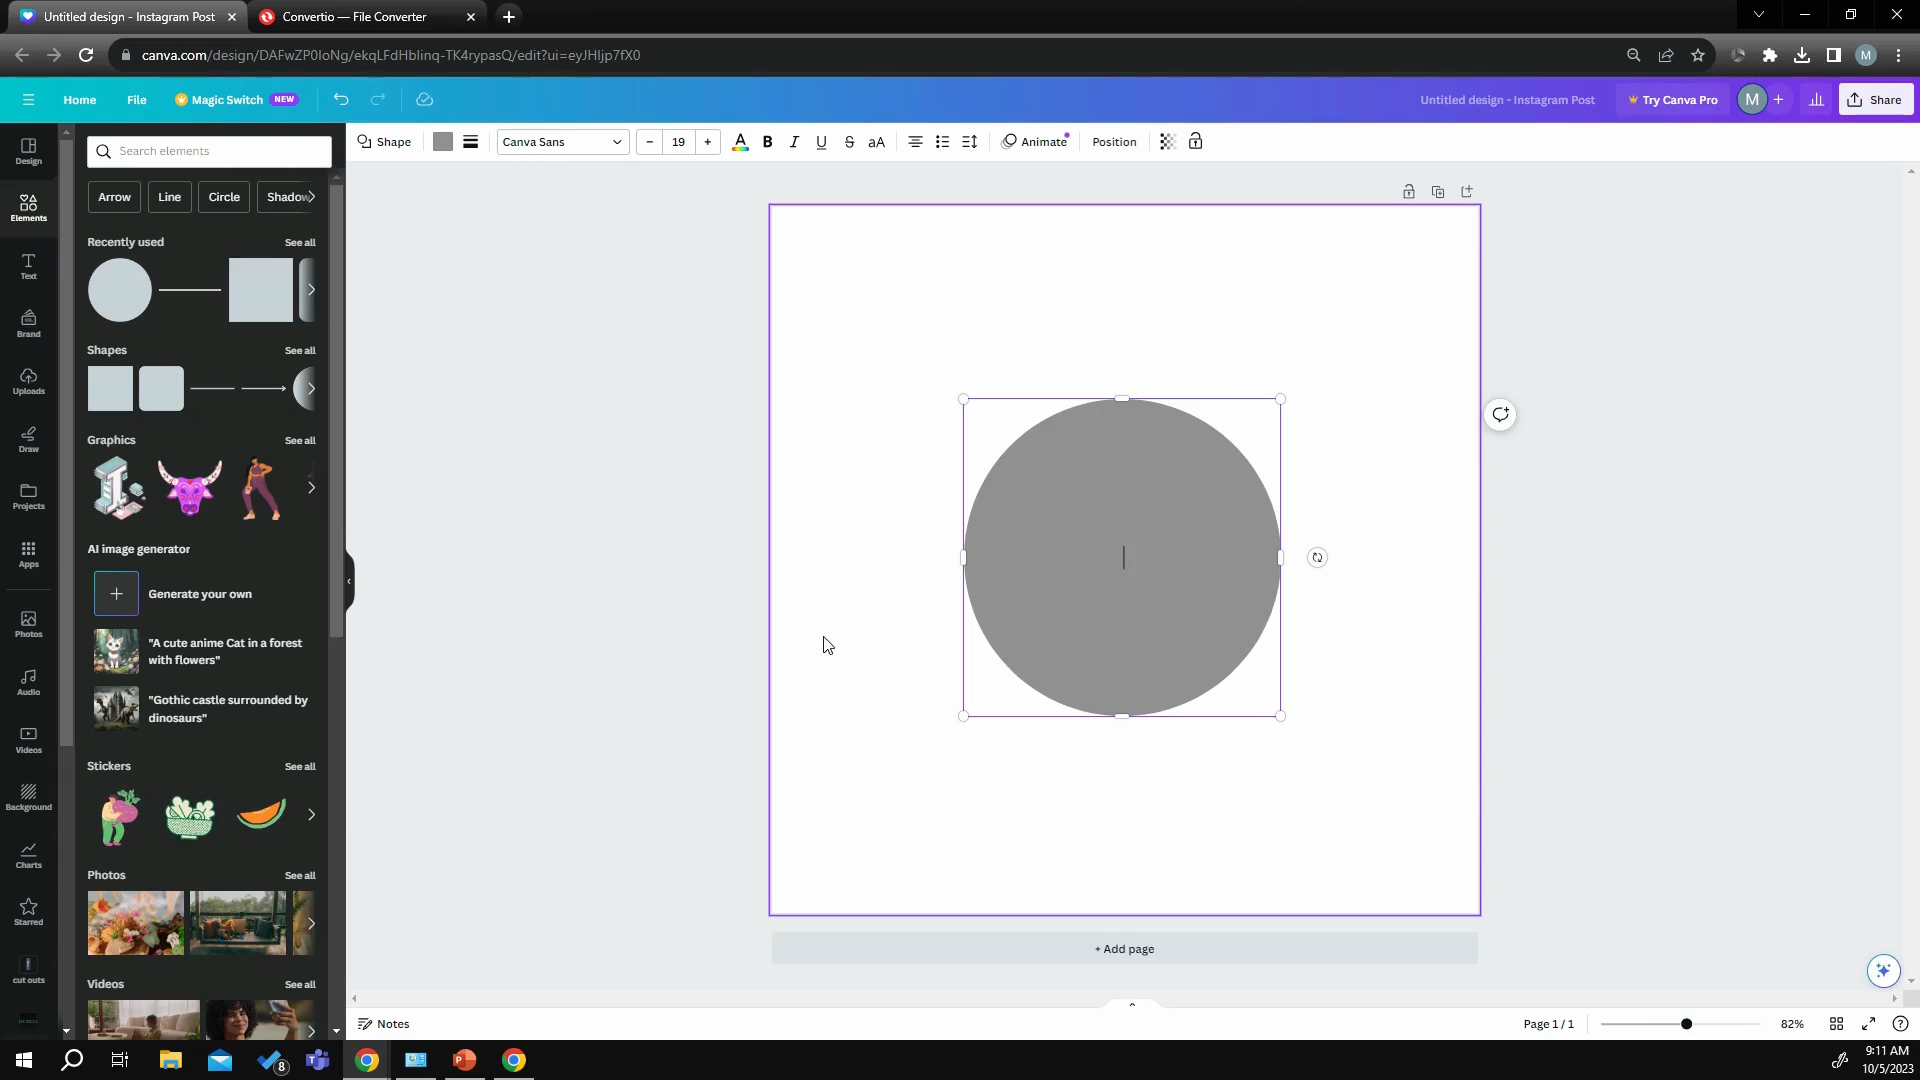 Untitled design - Instagram Post
Convertio — File Converter
canva.com/design/DAFwZP0IoNg/ekqLFdHblinq-TK4rypasQ/edit?ui=eyJHIjp7fX0
M
Home
File
Magic Switch
NEW
Untitled design - Instagram Post
Try Canva Pro
M
Share
Shape
Canva Sans
19
A
B
I
U
S
aA
Animate
Position
Design
Elements
Text
Brand
Uploads
Draw
Projects
Apps
Photos
Audio
Videos
Background
Charts
Starred
cut outs
Search elements
Arrow
Line
Circle
Shadow
Recently used
See all
Shapes
See all
Graphics
See all
AI image generator
Generate your own
"A cute anime Cat in a forest
with flowers"
"Gothic castle surrounded by
dinosaurs"
Stickers
See all
Photos
See all
Videos
See all
+ Add page
Notes
Page 1 / 1
82%
8
9:11 AM
10/5/2023